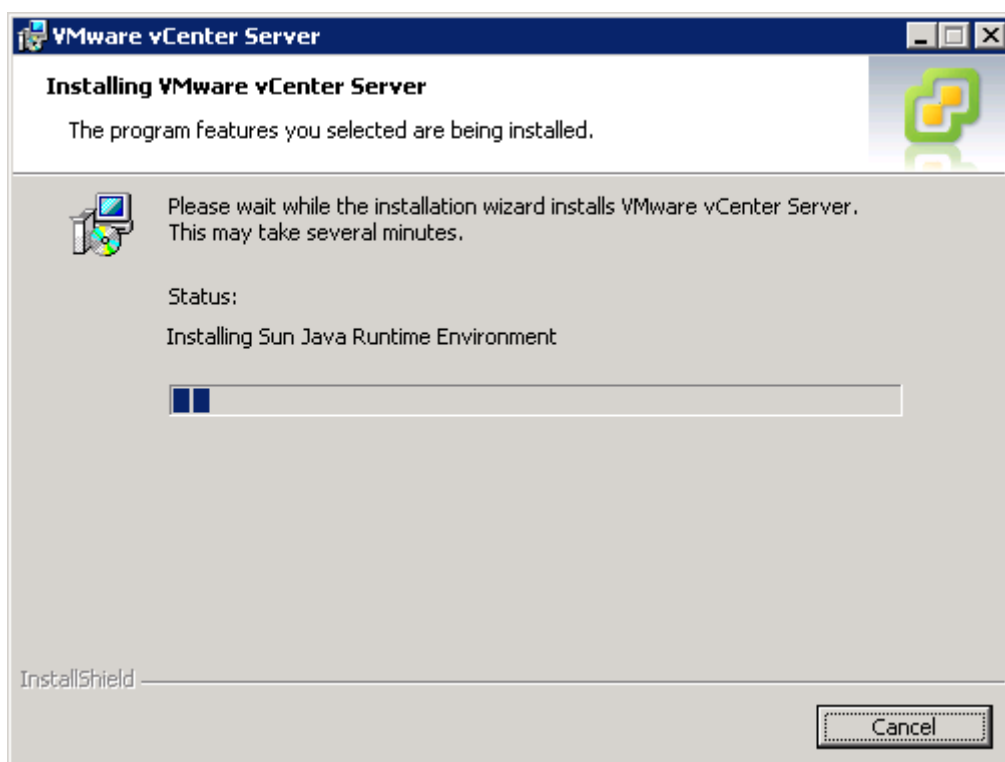 VMware vCenter Server
Installing VMware vCenter Server
The program features you selected are being installed.
Please wait while the installation wizard installs VMware vCenter Server.
This may take several minutes.
Status:
Installing Sun Java Runtime Environment
InstallShield
Cancel